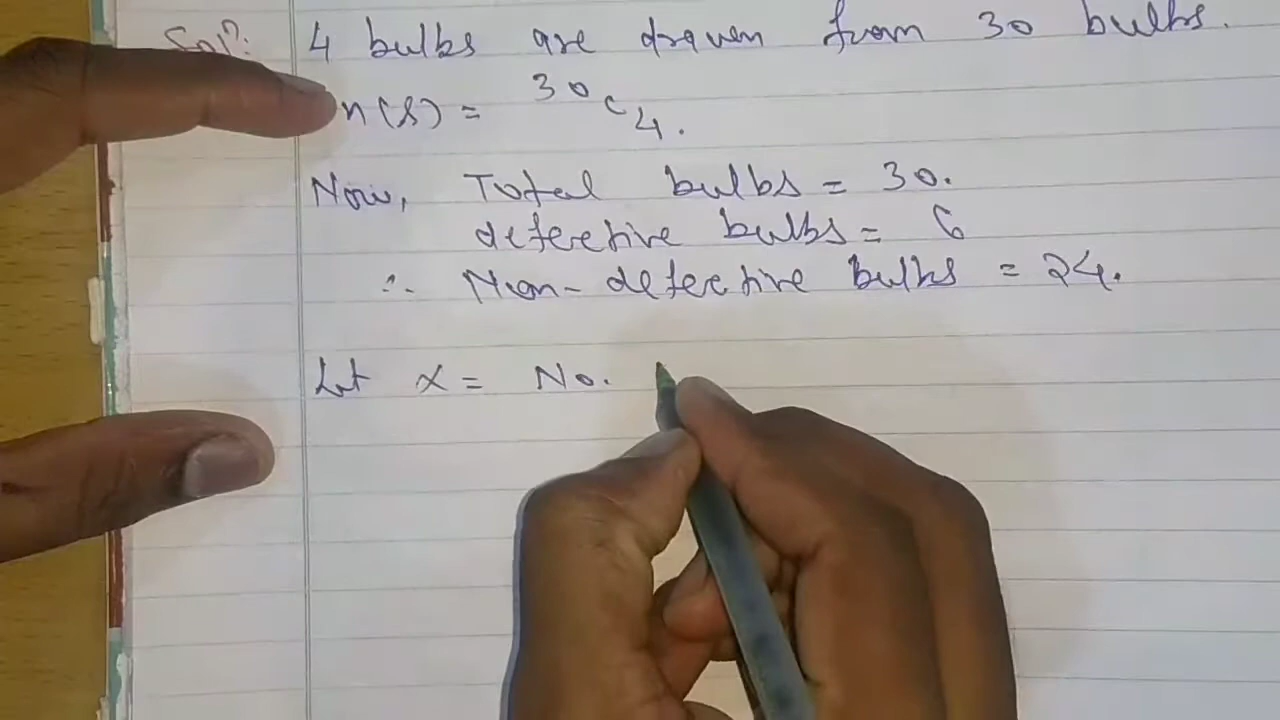 Solⁿ: 4 bulbs are drawn from 30 bulbs.
n(S) = ³⁰C₄.
Now, Total bulbs = 30.
defective bulbs = 6
∴ Non-defective bulbs = 24.
Let X = No.